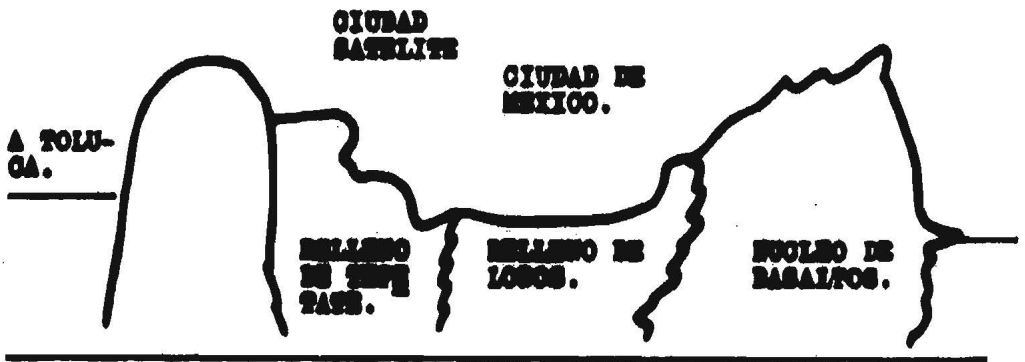 CIUDAD
SATELITE
CIUDAD DE
MEXICO.
A TOLU-
CA.
RELLENO
DE TEPE
TATE.
RELLENO DE
LODOS.
NUCLEO DE
BASALTOS.